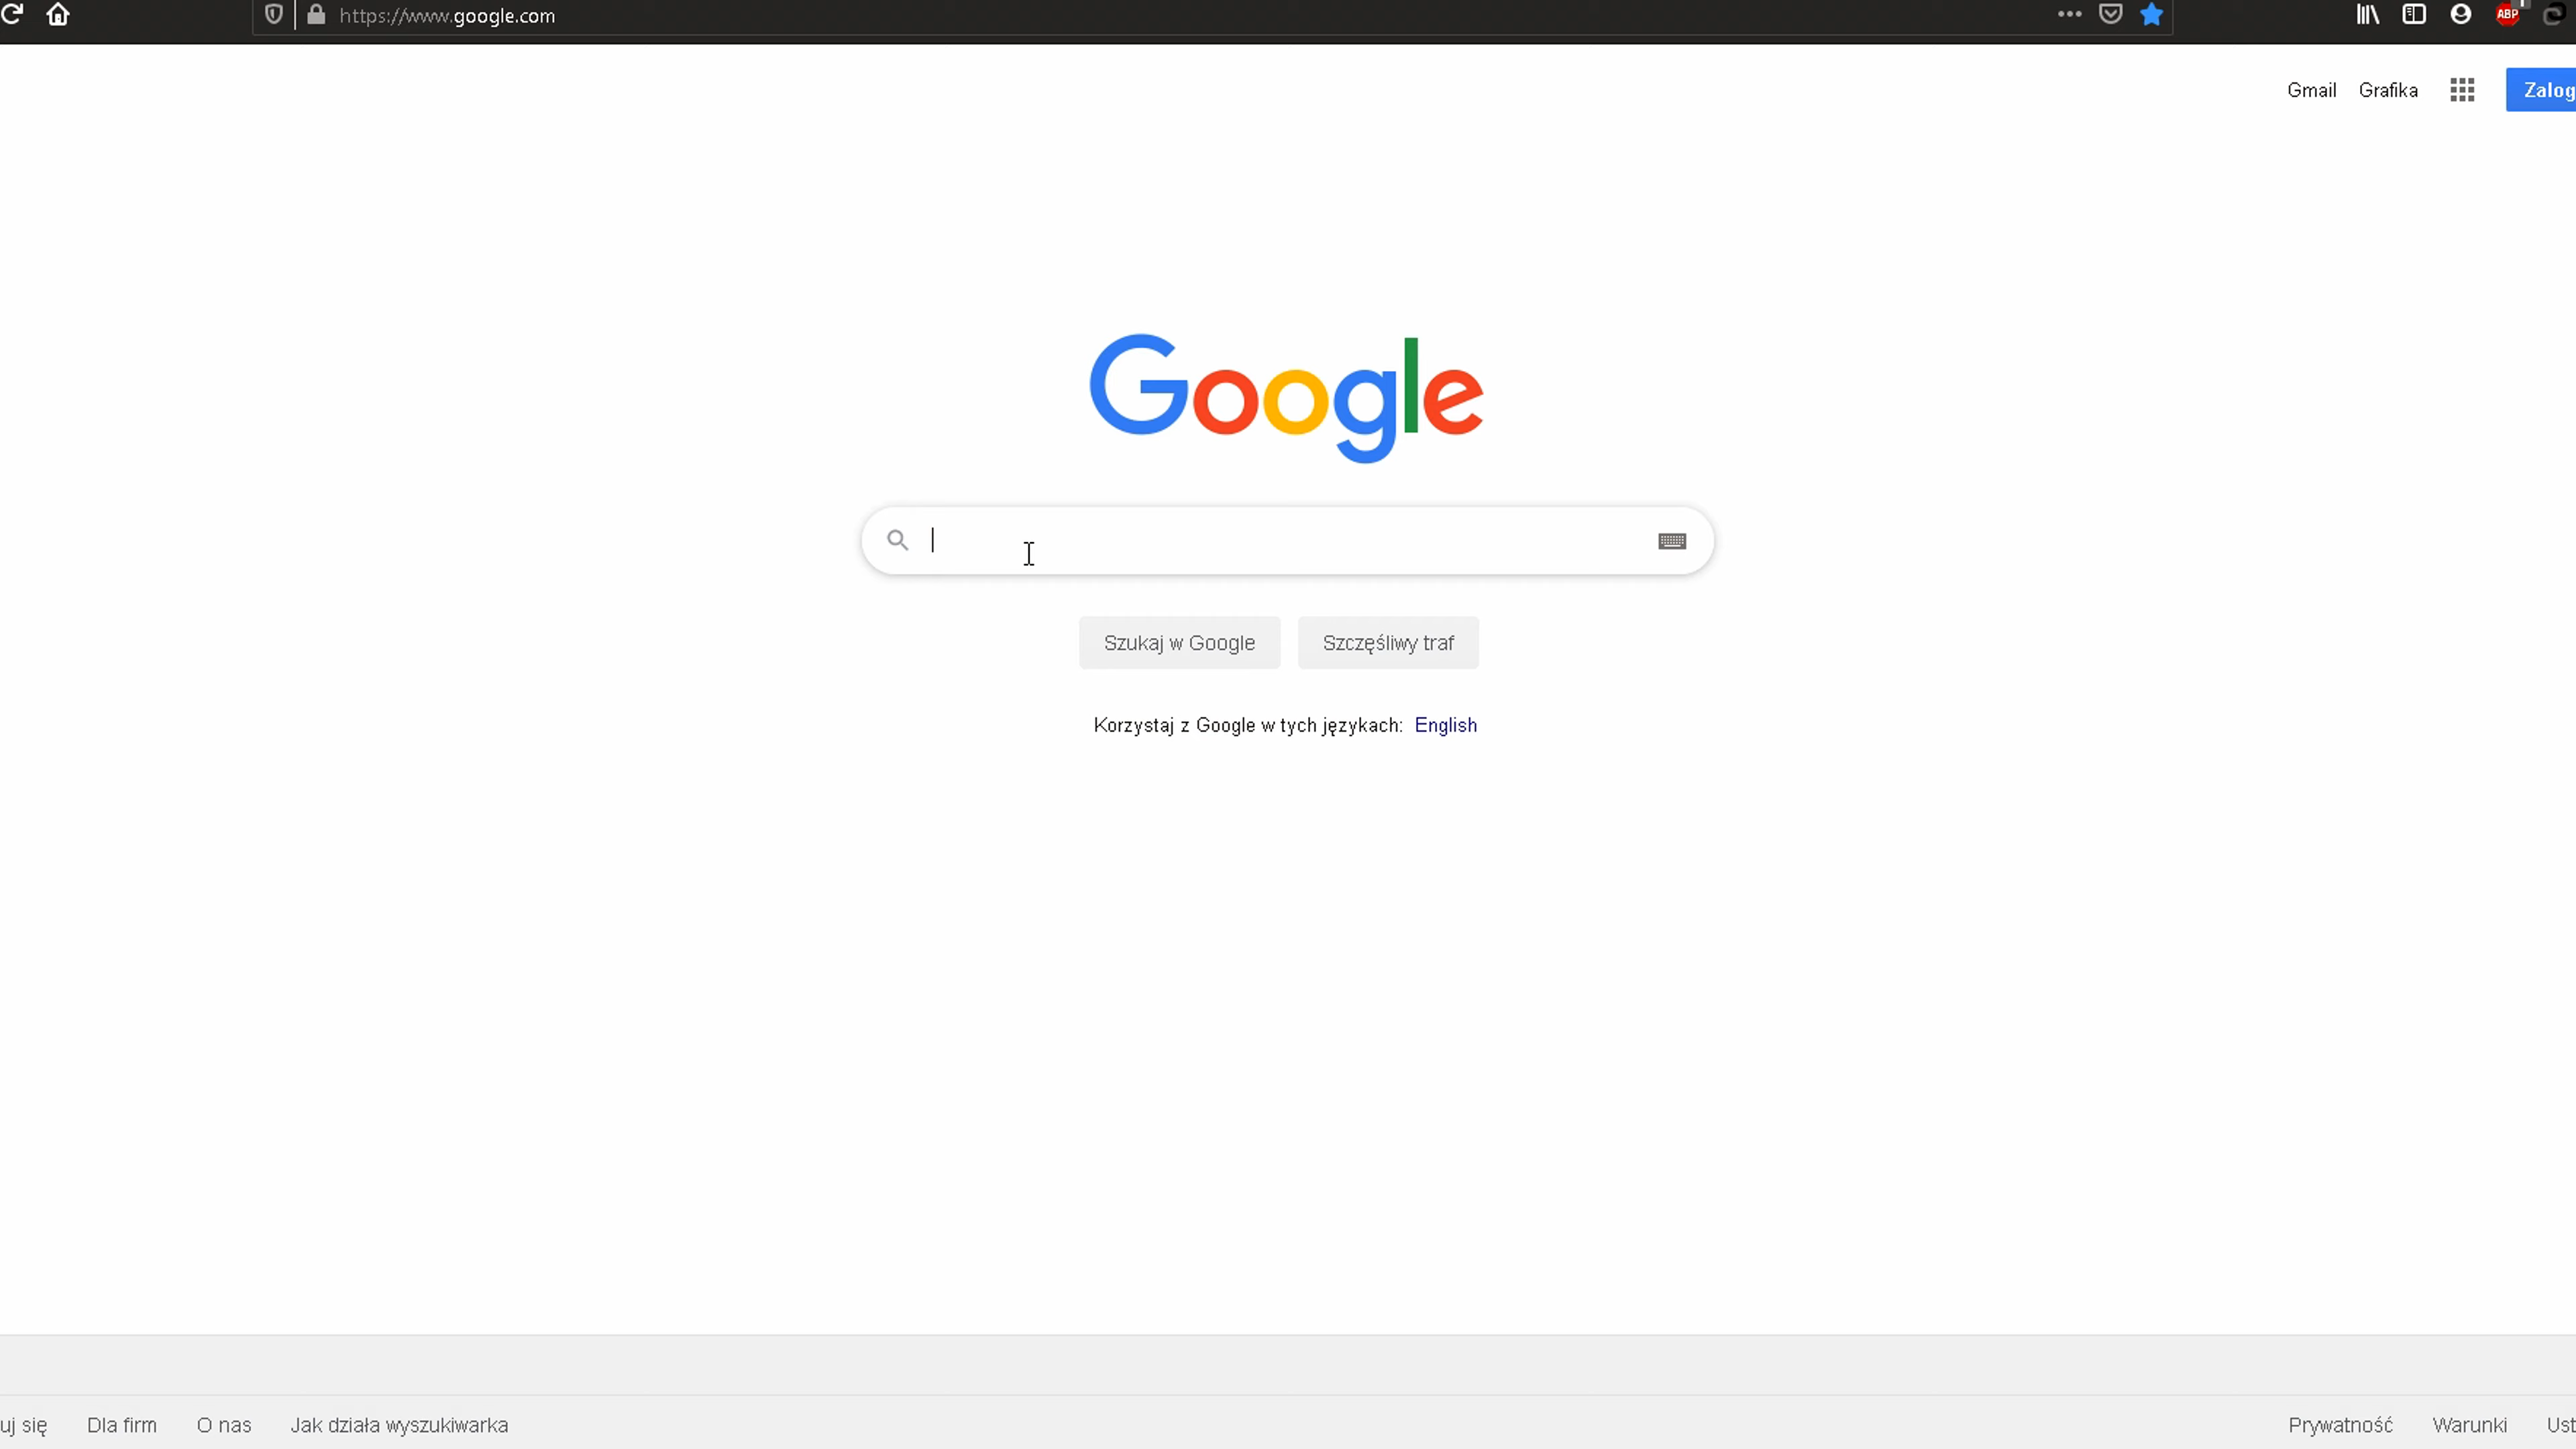 https://www.google.com
ABP
Gmail Grafika Zalog
Google
Szukaj w Google Szczęśliwy traf
Korzystaj z Google w tych językach: English
uj się Dla firm O nas Jak działa wyszukiwarka Prywatność Warunki Ust